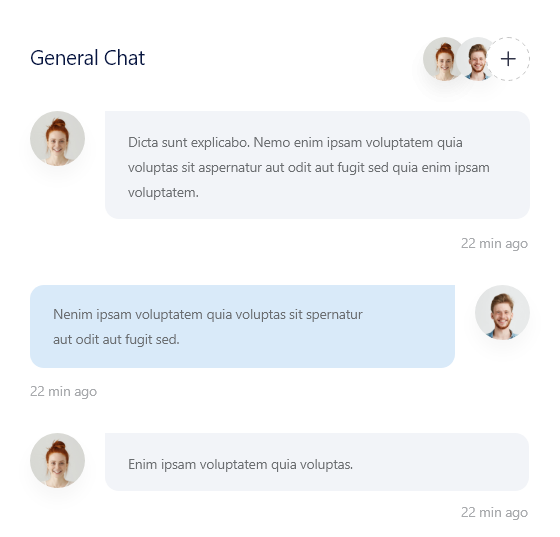 General Chat
Dicta sunt explicabo. Nemo enim ipsam voluptatem quia
voluptas sit aspernatur aut odit aut fugit sed quia enim ipsam
voluptatem.
22 min ago
Nenim ipsam voluptatem quia voluptas sit spernatur
aut odit aut fugit sed.
22 min ago
Enim ipsam voluptatem quia voluptas.
22 min ago